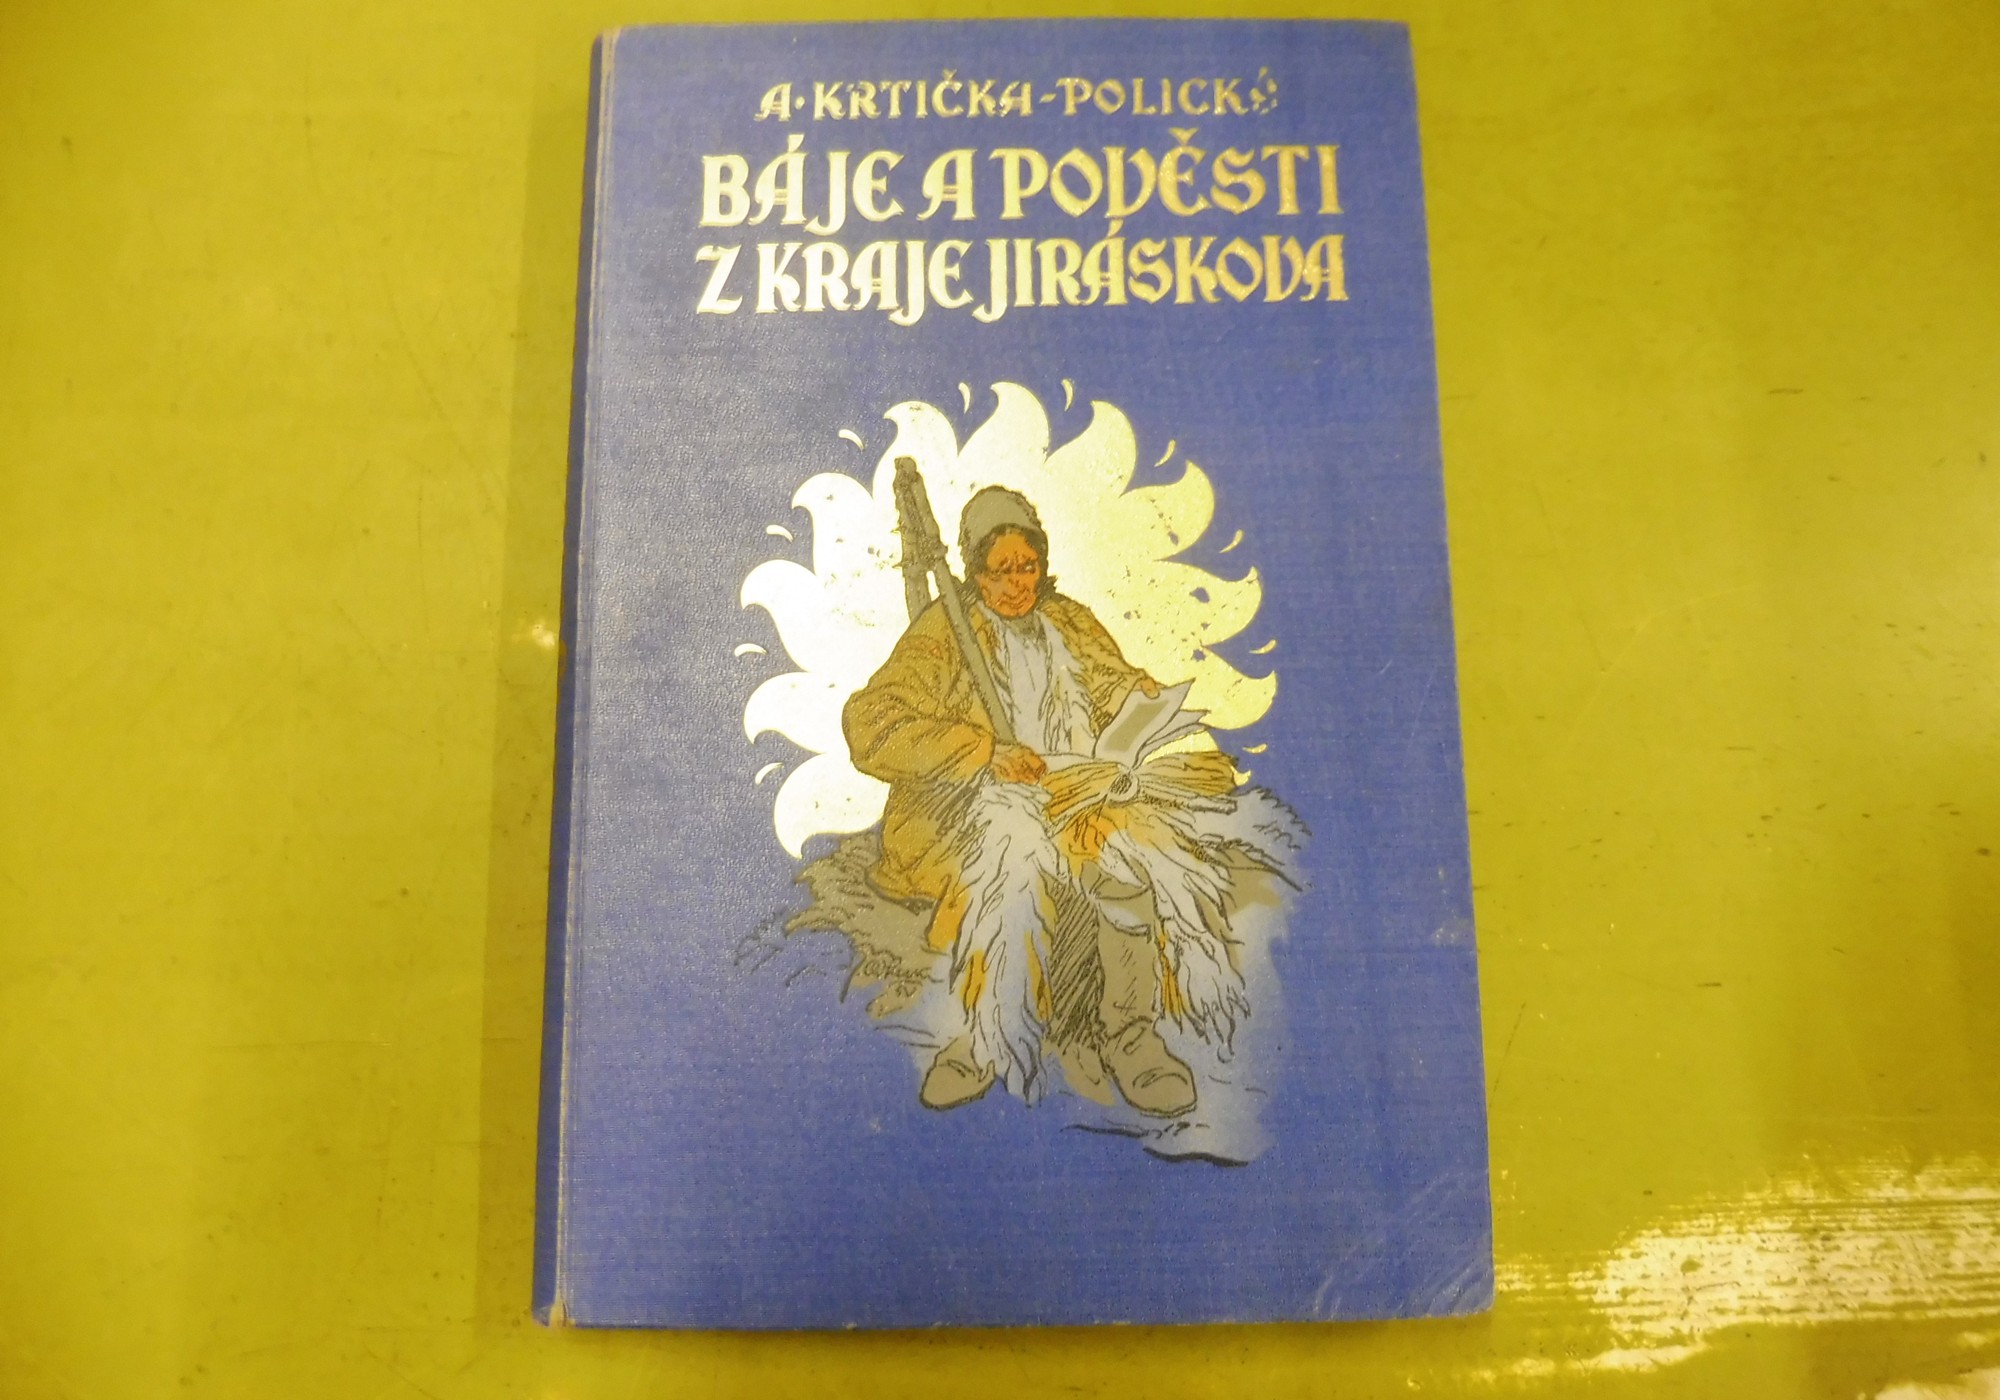 A·KRTIČKA-POLICKÝ
BÁJE A POVĚSTI
Z KRAJE JIRÁSKOVA